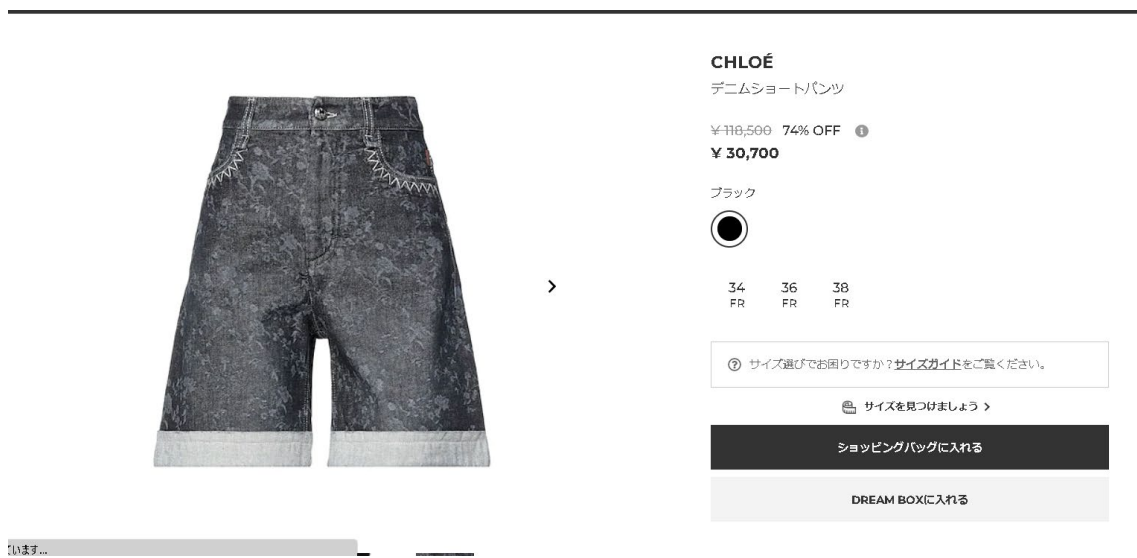 CHLOÉ
デニムショートパンツ
¥ 118,500 74% OFF
¥ 30,700
ブラック
34 36 38
FR FR FR
サイズ選びでお困りですか？サイズガイドをご覧ください。
サイズを見つけましょう
ショッピングバッグに入れる
DREAM BOXに入れる
ています...